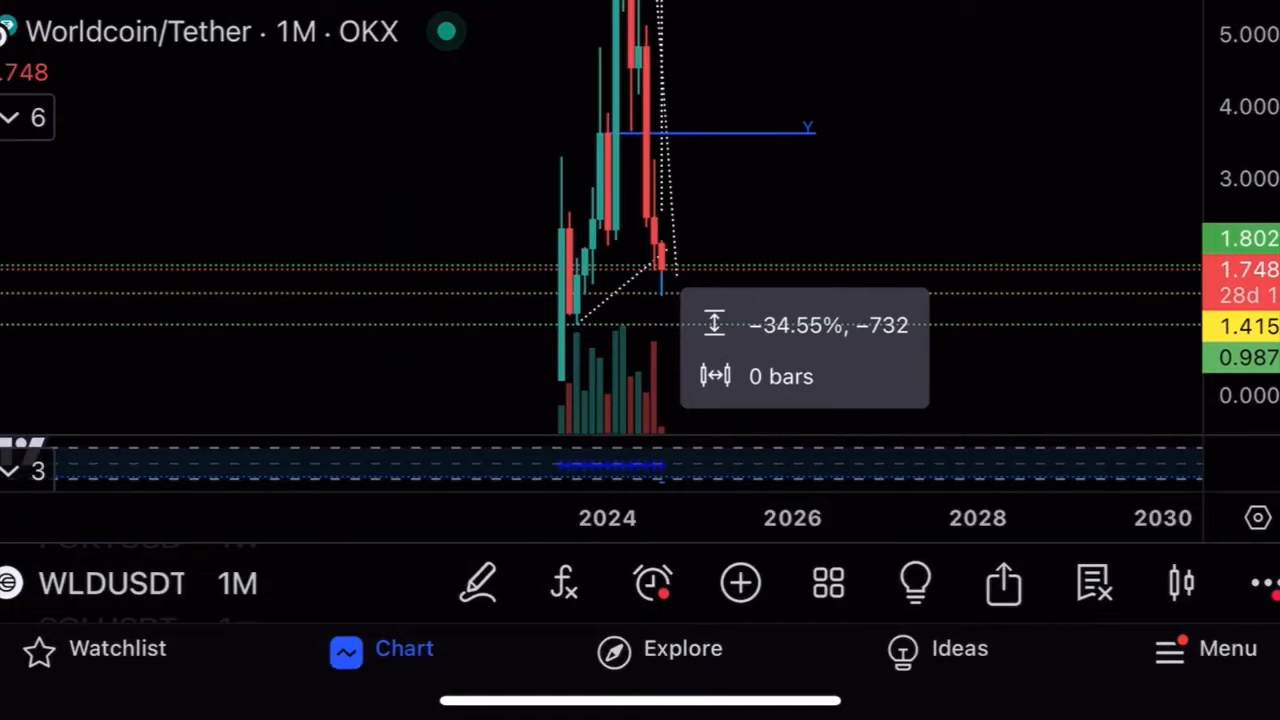 Worldcoin/Tether · 1M · OKX
.748
6
Y
5.000
4.000
3.000
1.802
1.748
28d 1
1.415
0.987
0.000
−34.55%, −732
0 bars
3
2024 2026 2028 2030
WLDUSDT 1M
Watchlist Chart Explore Ideas Menu